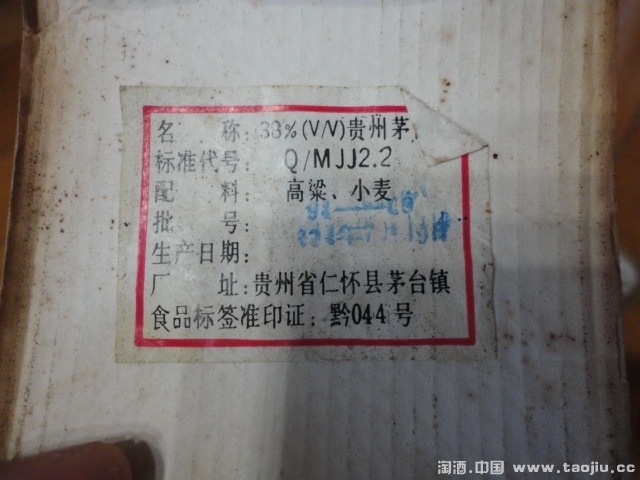 名 称: 38%(V/V)贵州茅
标准代号: Q/MJJ2.2
配 料: 高粱、小麦
批 号:
生产日期:
厂 址: 贵州省仁怀县茅台镇
食品标签准印证: 黔044号
淘酒.中国 www.taojiu.cc